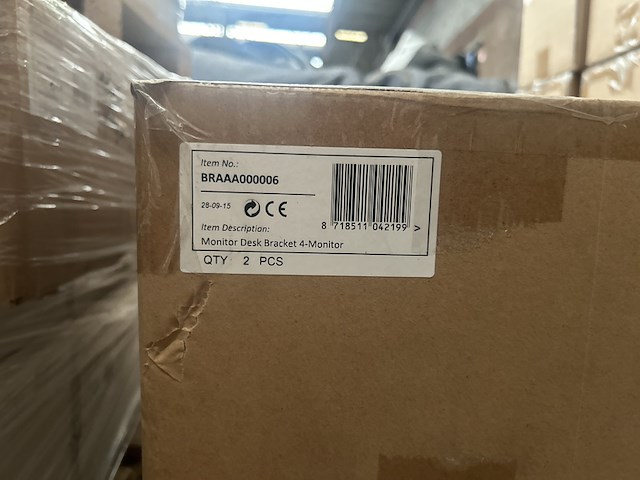 Item No.:
BRAAA000006
28-09-15 CE
8 718511 042199 >
Item Description:
Monitor Desk Bracket 4-Monitor
QTY 2 PCS